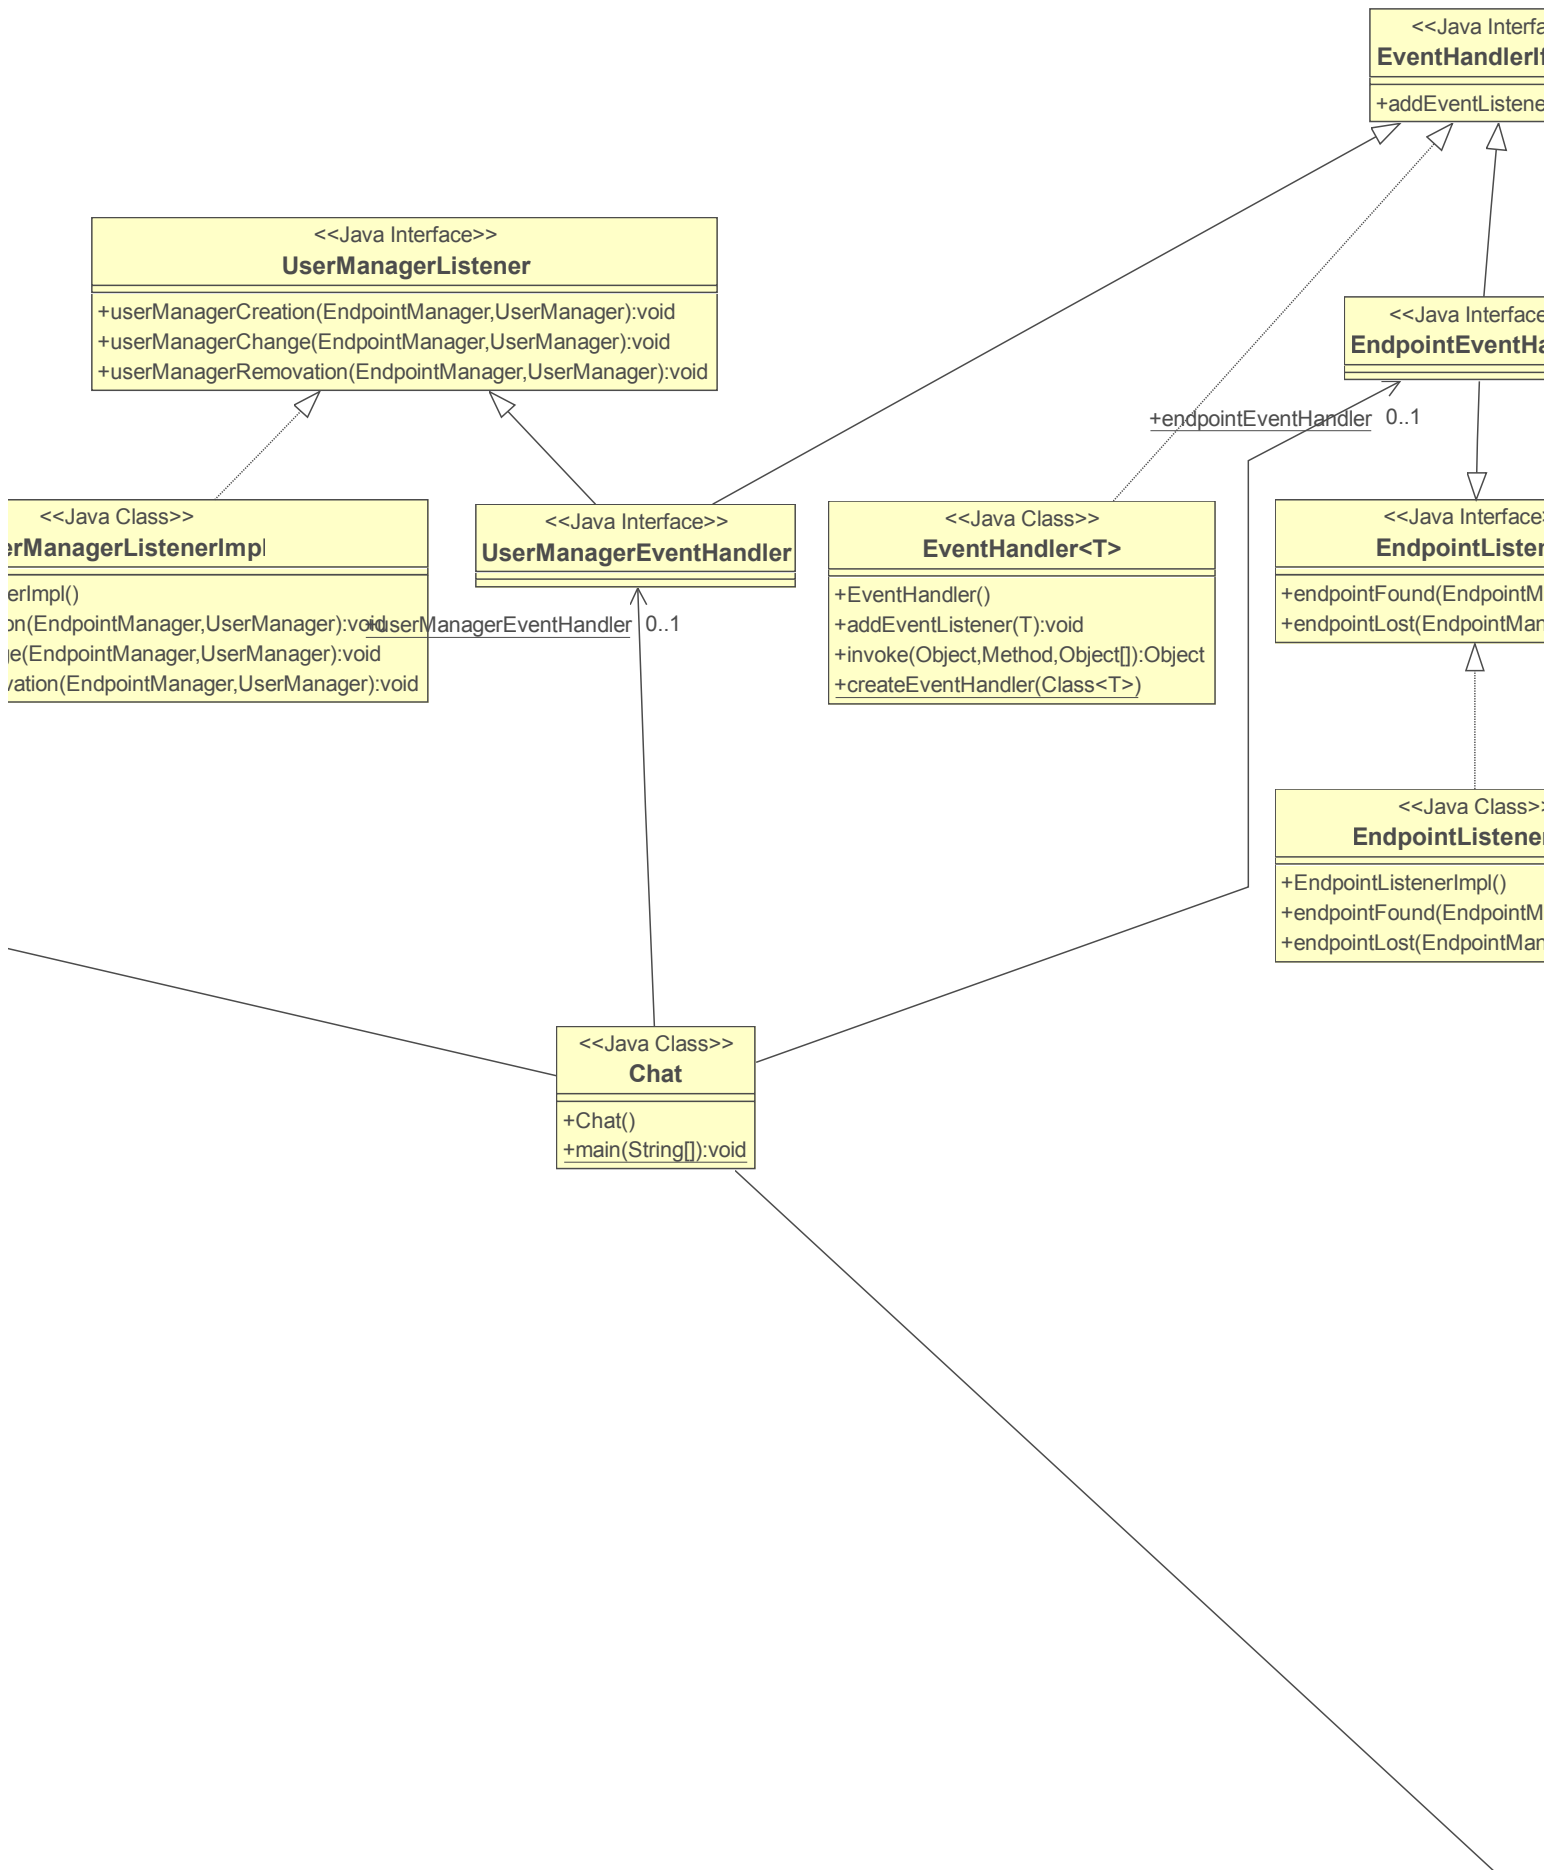 <<Java Interfa
EventHandlerIf
+addEventListene
<<Java Interface>>
UserManagerListener
+userManagerCreation(EndpointManager,UserManager):void
+userManagerChange(EndpointManager,UserManager):void
+userManagerRemovation(EndpointManager,UserManager):void
<<Java Interface
EndpointEventHa
+endpointEventHandler 0..1
<<Java Class>>
erManagerListenerImpl
erImpl()
on(EndpointManager,UserManager):void
ge(EndpointManager,UserManager):void
vation(EndpointManager,UserManager):void
<<Java Interface>>
UserManagerEventHandler
+userManagerEventHandler 0..1
<<Java Class>>
EventHandler<T>
+EventHandler()
+addEventListener(T):void
+invoke(Object,Method,Object[]):Object
+createEventHandler(Class<T>)
<<Java Interface>
EndpointListen
+endpointFound(EndpointM
+endpointLost(EndpointMan
<<Java Class>>
EndpointListener
+EndpointListenerImpl()
+endpointFound(EndpointM
+endpointLost(EndpointMan
<<Java Class>>
Chat
+Chat()
+main(String[]):void